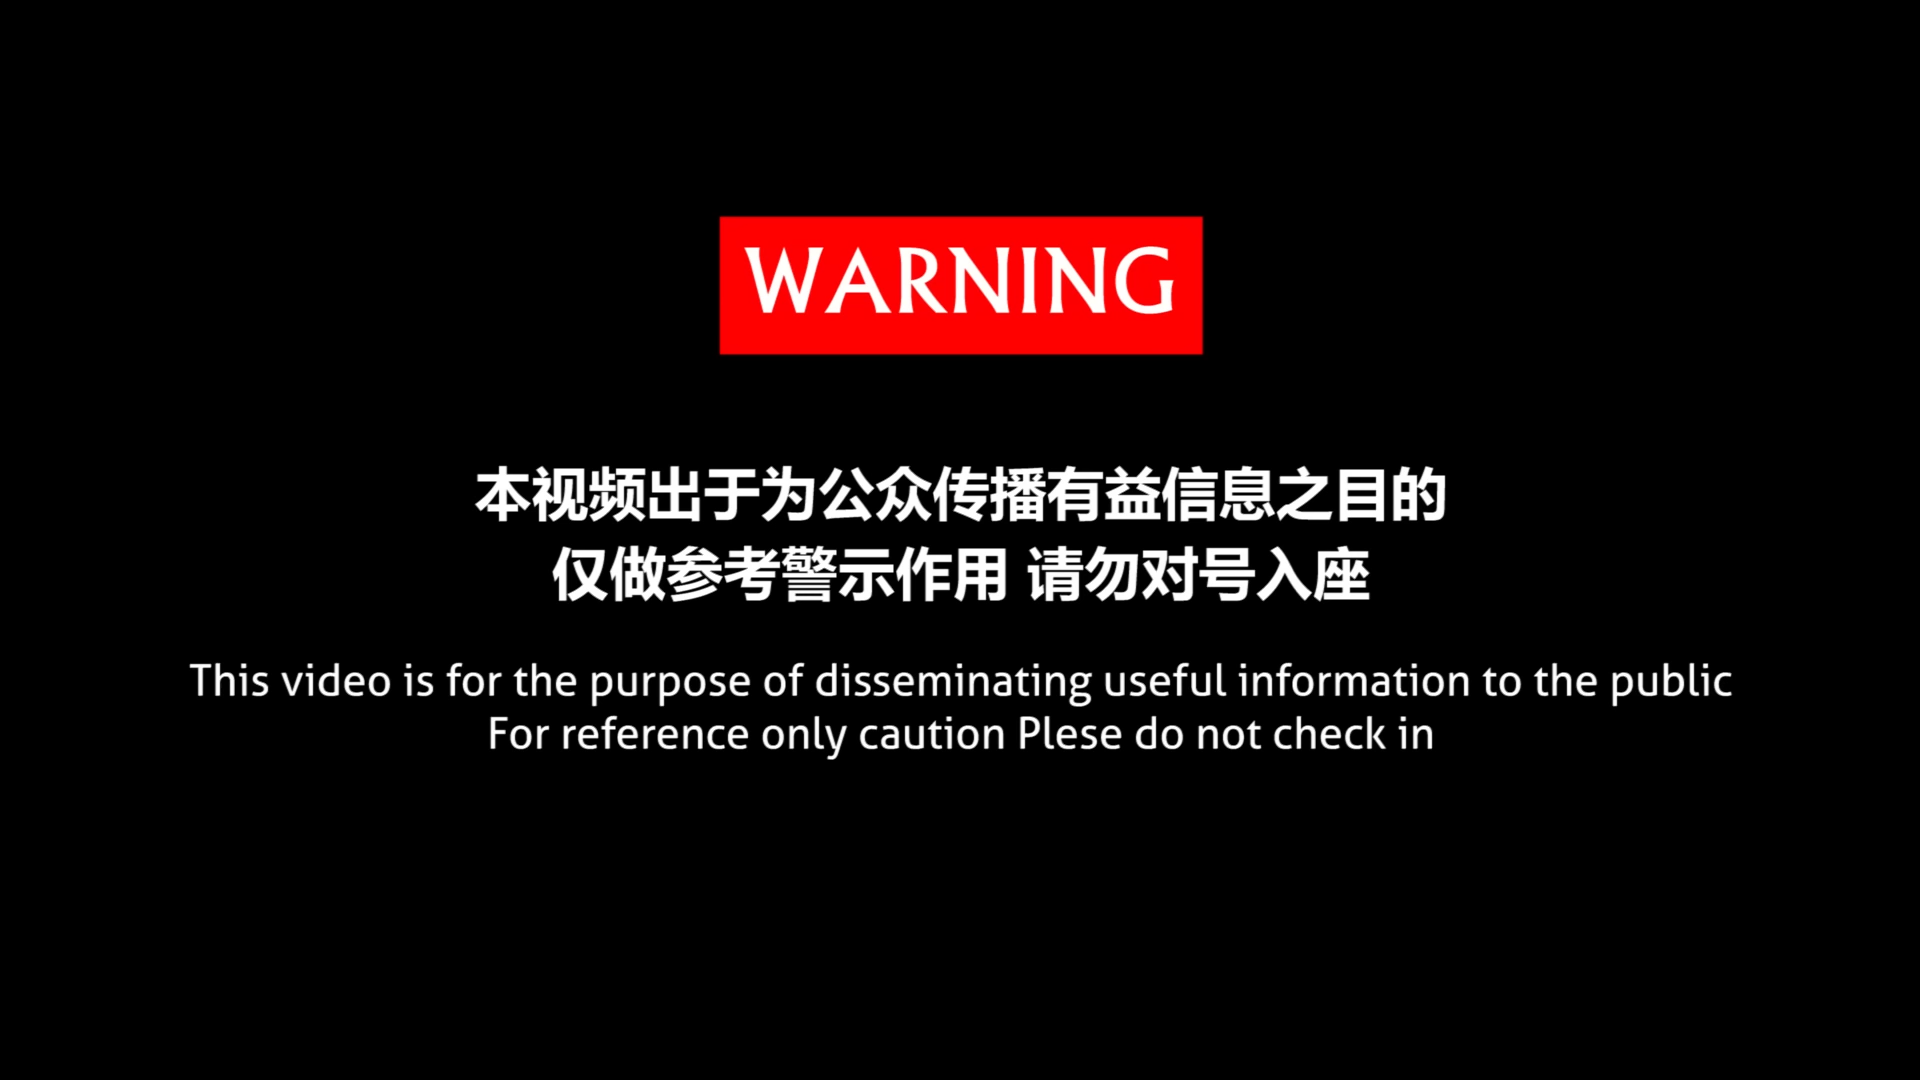 WARNING
本视频出于为公众传播有益信息之目的
仅做参考警示作用 请勿对号入座
This video is for the purpose of disseminating useful information to the public
For reference only caution Plese do not check in